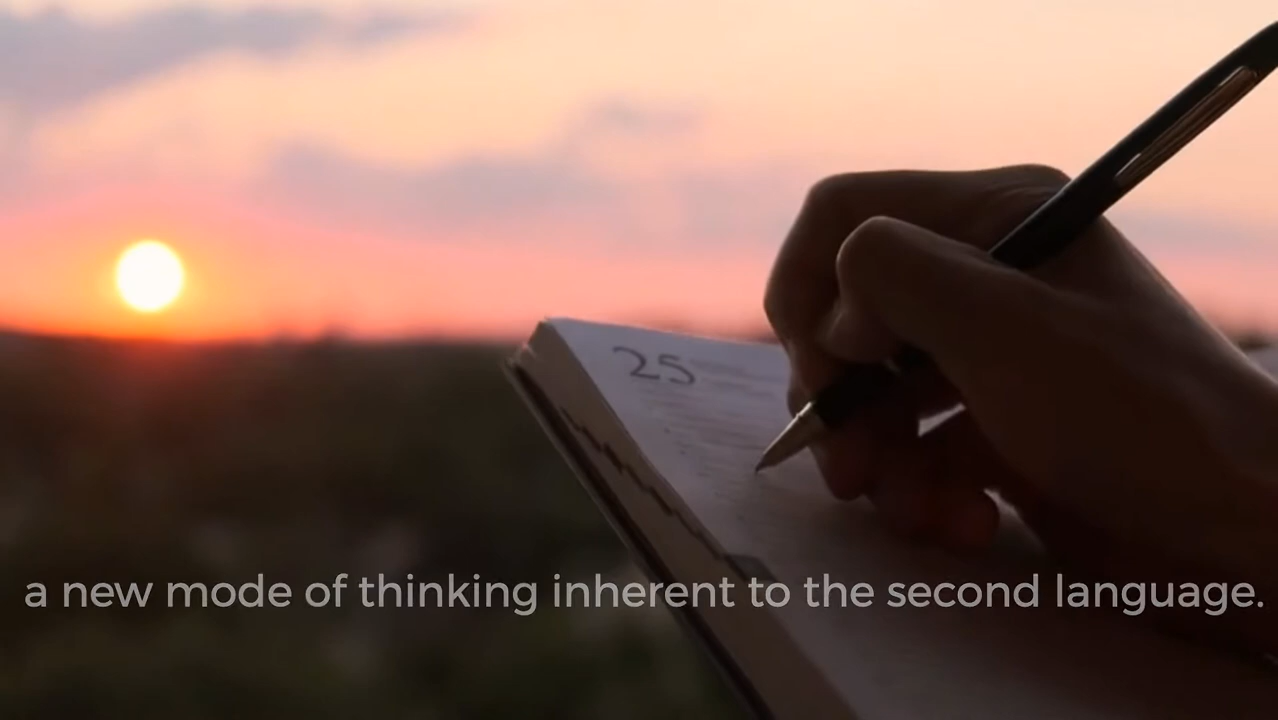 25
a new mode of thinking inherent to the second language.